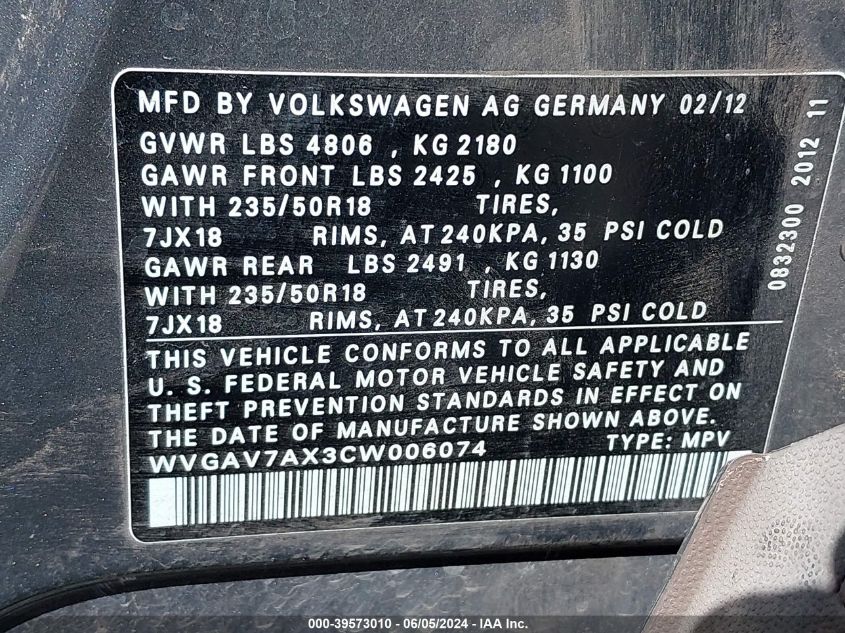 MFD BY VOLKSWAGEN AG GERMANY 02/12
GVWR LBS 4806 , KG 2180
GAWR FRONT LBS 2425 , KG 1100
WITH 235/50R18 TIRES,
7JX18 RIMS, AT 240KPA, 35 PSI COLD
GAWR REAR LBS 2491 , KG 1130
WITH 235/50R18 TIRES,
7JX18 RIMS, AT 240KPA, 35 PSI COLD
THIS VEHICLE CONFORMS TO ALL APPLICABLE
U. S. FEDERAL MOTOR VEHICLE SAFETY AND
THEFT PREVENTION STANDARDS IN EFFECT ON
THE DATE OF MANUFACTURE SHOWN ABOVE.
WVGAV7AX3CW006074 TYPE: MPV
0832300 2012 11
000-39573010 - 06/05/2024 - IAA Inc.